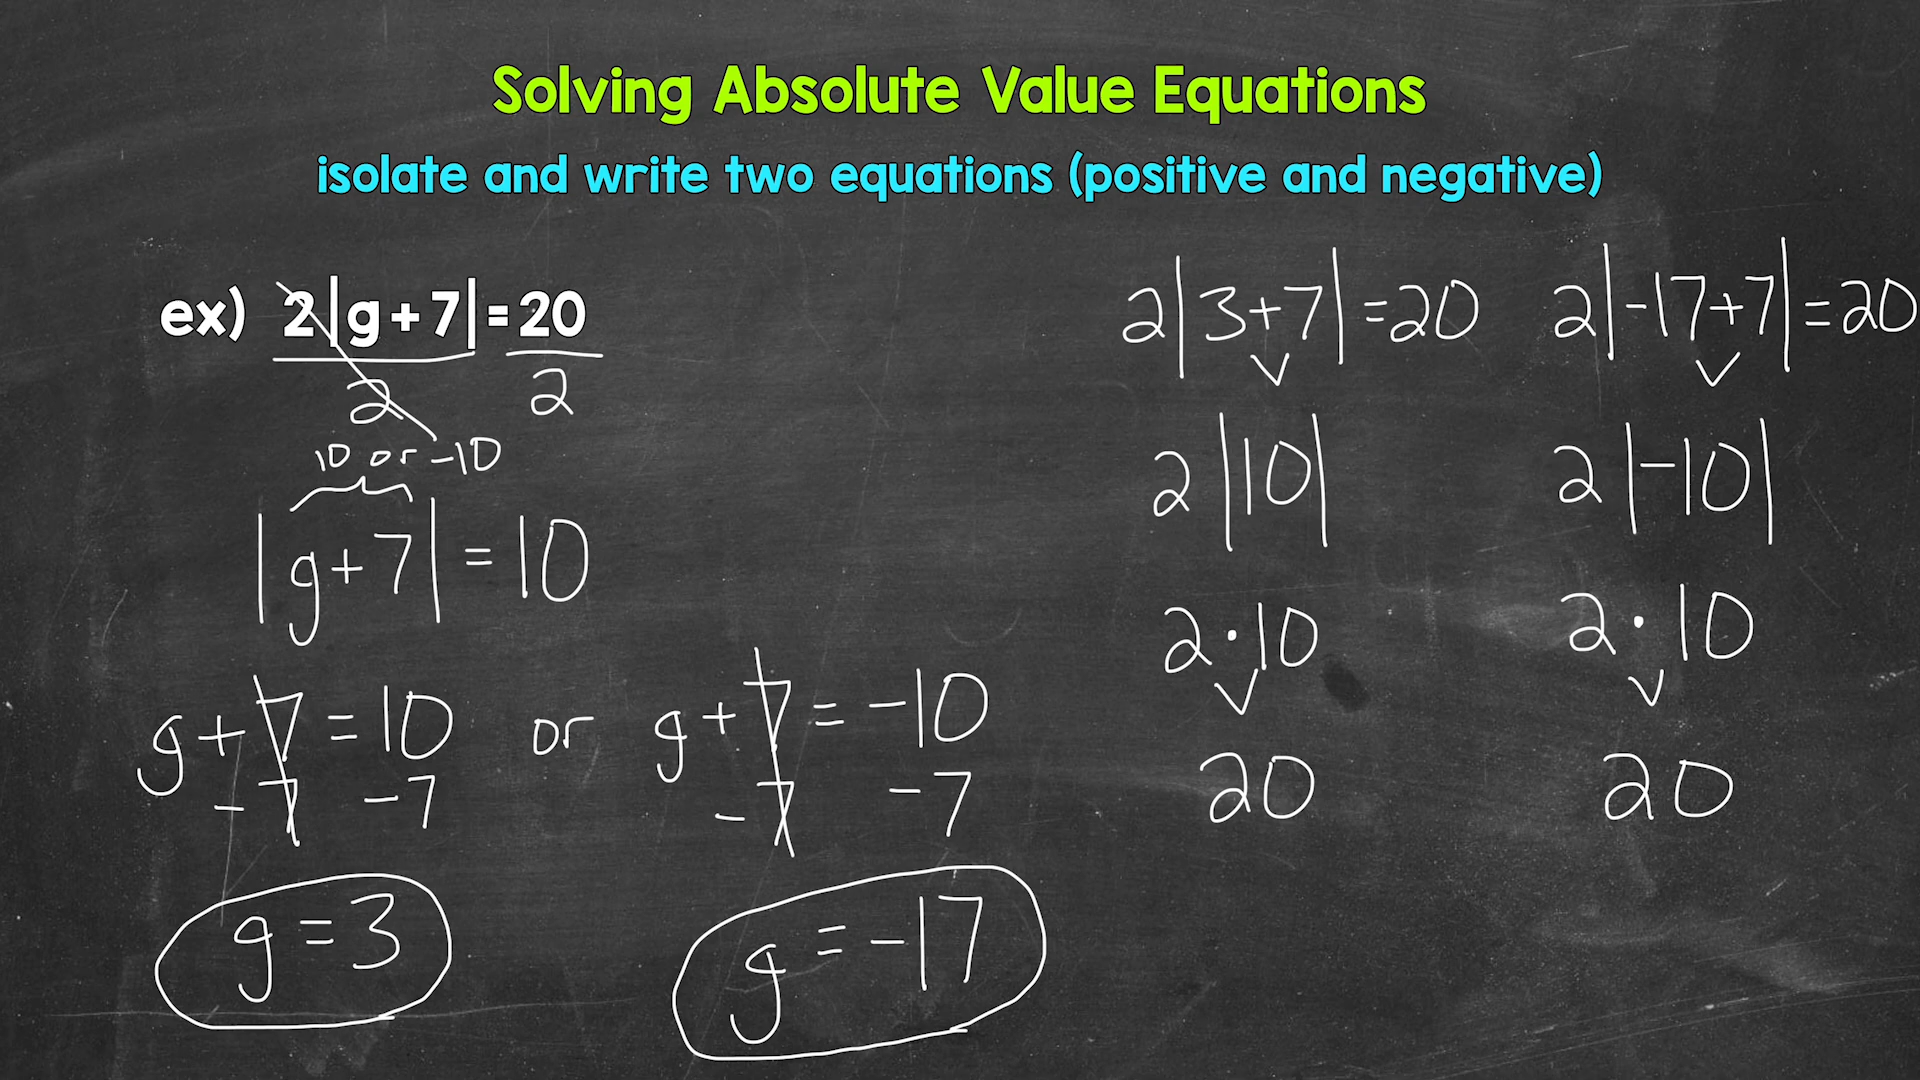 Solving Absolute Value Equations
isolate and write two equations (positive and negative)
ex) 2|g+7|=20
2 2
10 or -10
|g+7|=10
g+7=10 or g+7=-10
-7 -7 -7 -7
g=3 g=-17
2|3+7|=20
2|10|
2·10
20
2|-17+7|=20
2|-10|
2·10
20